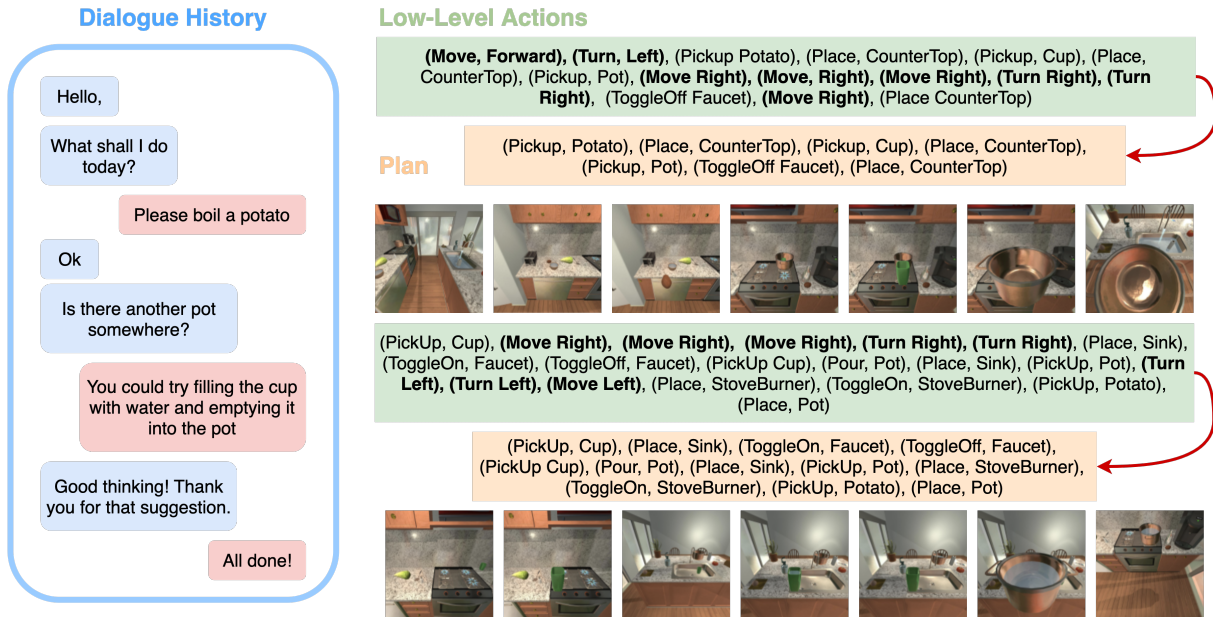 Dialogue History
Hello,
What shall I do
today?
Please boil a potato
Ok
Is there another pot
somewhere?
You could try filling the cup
with water and emptying it
into the pot
Good thinking! Thank
you for that suggestion.
All done!
Low-Level Actions
(Move, Forward), (Turn, Left), (Pickup Potato), (Place, CounterTop), (Pickup, Cup), (Place,
CounterTop), (Pickup, Pot), (Move Right), (Move, Right), (Move Right), (Turn Right), (Turn
Right), (ToggleOff Faucet), (Move Right), (Place CounterTop)
Plan
(Pickup, Potato), (Place, CounterTop), (Pickup, Cup), (Place, CounterTop),
(Pickup, Pot), (ToggleOff Faucet), (Place, CounterTop)
(PickUp, Cup), (Move Right), (Move Right), (Move Right), (Turn Right), (Turn Right), (Place, Sink),
(ToggleOn, Faucet), (ToggleOff, Faucet), (PickUp Cup), (Pour, Pot), (Place, Sink), (PickUp, Pot), (Turn
Left), (Turn Left), (Move Left), (Place, StoveBurner), (ToggleOn, StoveBurner), (PickUp, Potato),
(Place, Pot)
(PickUp, Cup), (Place, Sink), (ToggleOn, Faucet), (ToggleOff, Faucet),
(PickUp Cup), (Pour, Pot), (Place, Sink), (PickUp, Pot), (Place, StoveBurner),
(ToggleOn, StoveBurner), (PickUp, Potato), (Place, Pot)